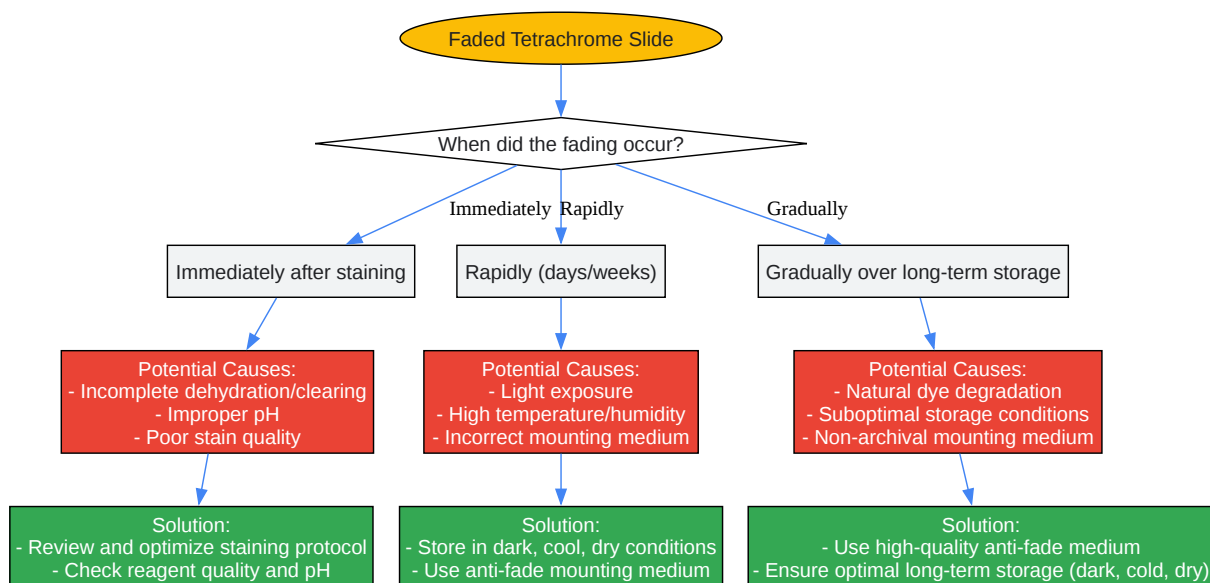 Faded Tetrachrome Slide
When did the fading occur?
Immediately
Rapidly
Gradually
Immediately after staining
Rapidly (days/weeks)
Gradually over long-term storage
Potential Causes:
- Incomplete dehydration/clearing
- Improper pH
- Poor stain quality
Potential Causes:
- Light exposure
- High temperature/humidity
- Incorrect mounting medium
Potential Causes:
- Natural dye degradation
- Suboptimal storage conditions
- Non-archival mounting medium
Solution:
- Review and optimize staining protocol
- Check reagent quality and pH
Solution:
- Store in dark, cool, dry conditions
- Use anti-fade mounting medium
Solution:
- Use high-quality anti-fade medium
- Ensure optimal long-term storage (dark, cold, dry)